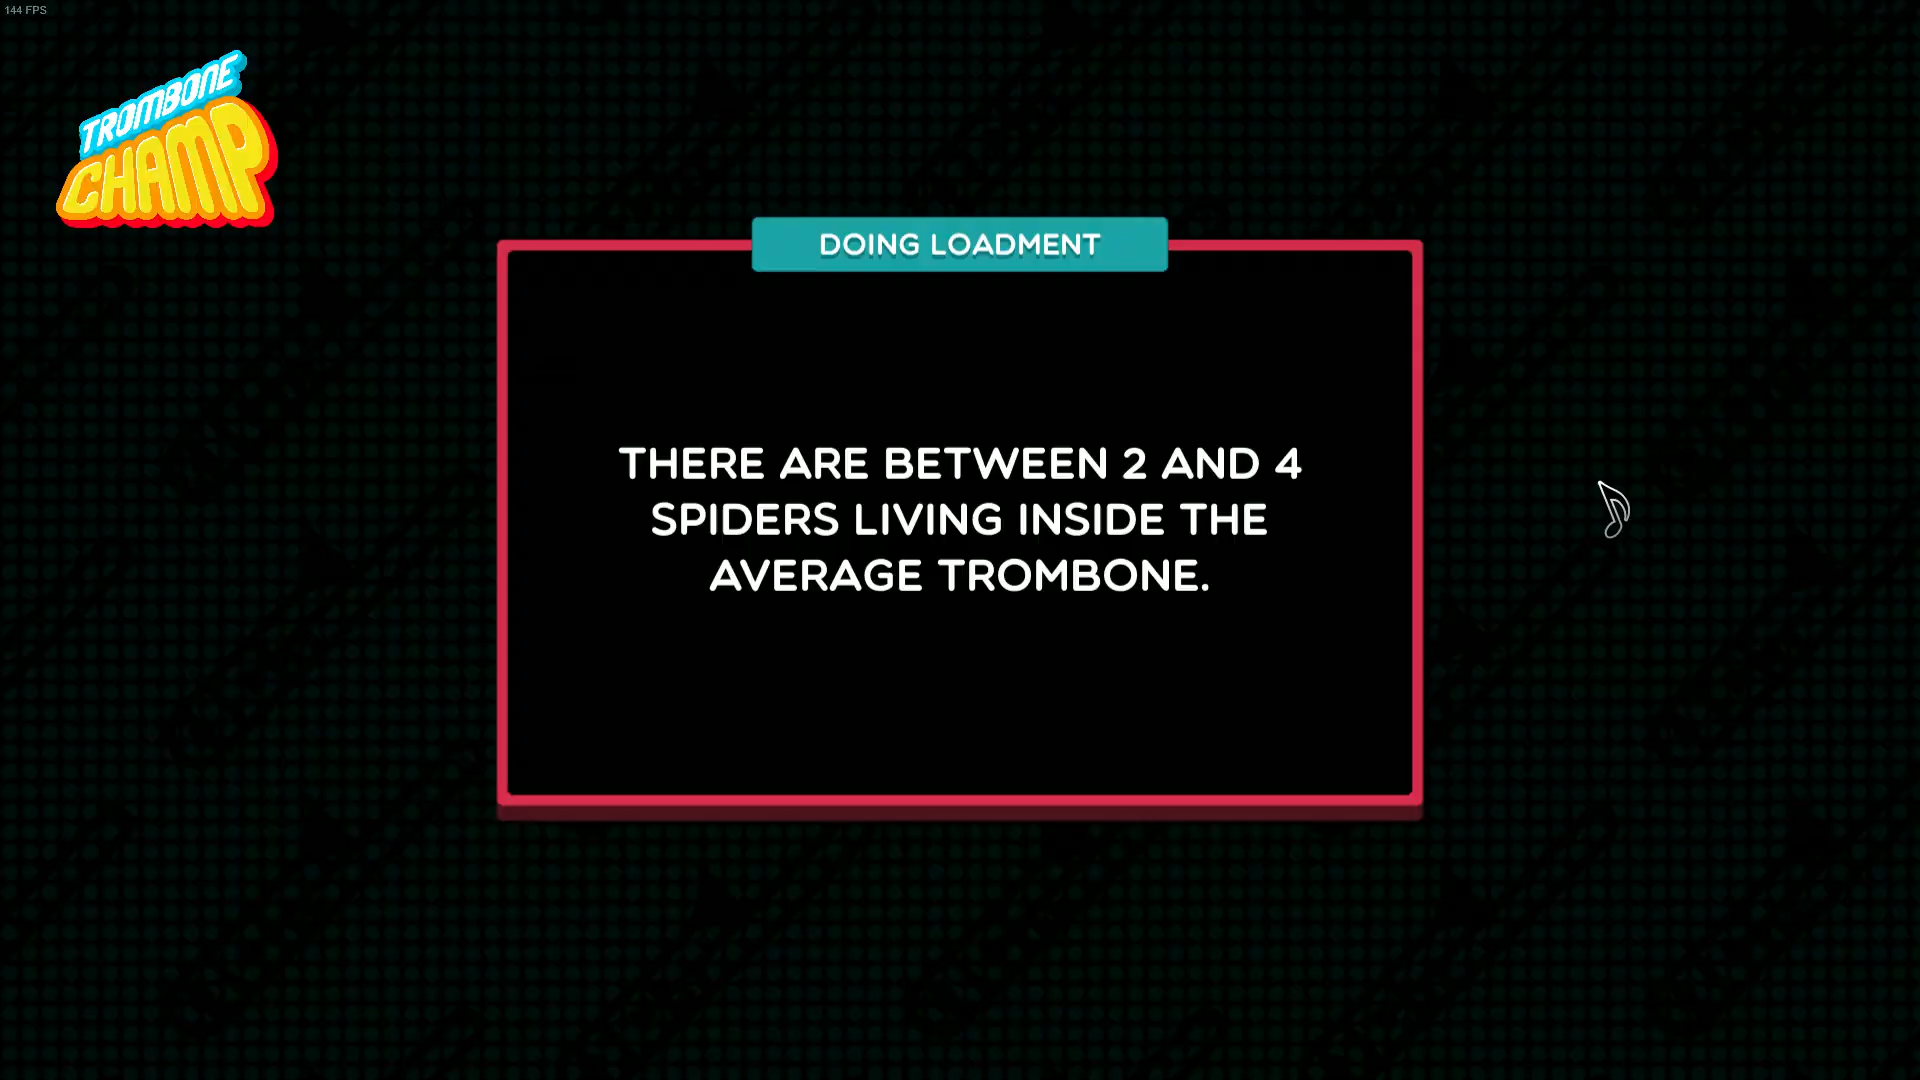 144 FPS
TROMBONE
CHAMP
DOING LOADMENT
THERE ARE BETWEEN 2 AND 4
SPIDERS LIVING INSIDE THE
AVERAGE TROMBONE.